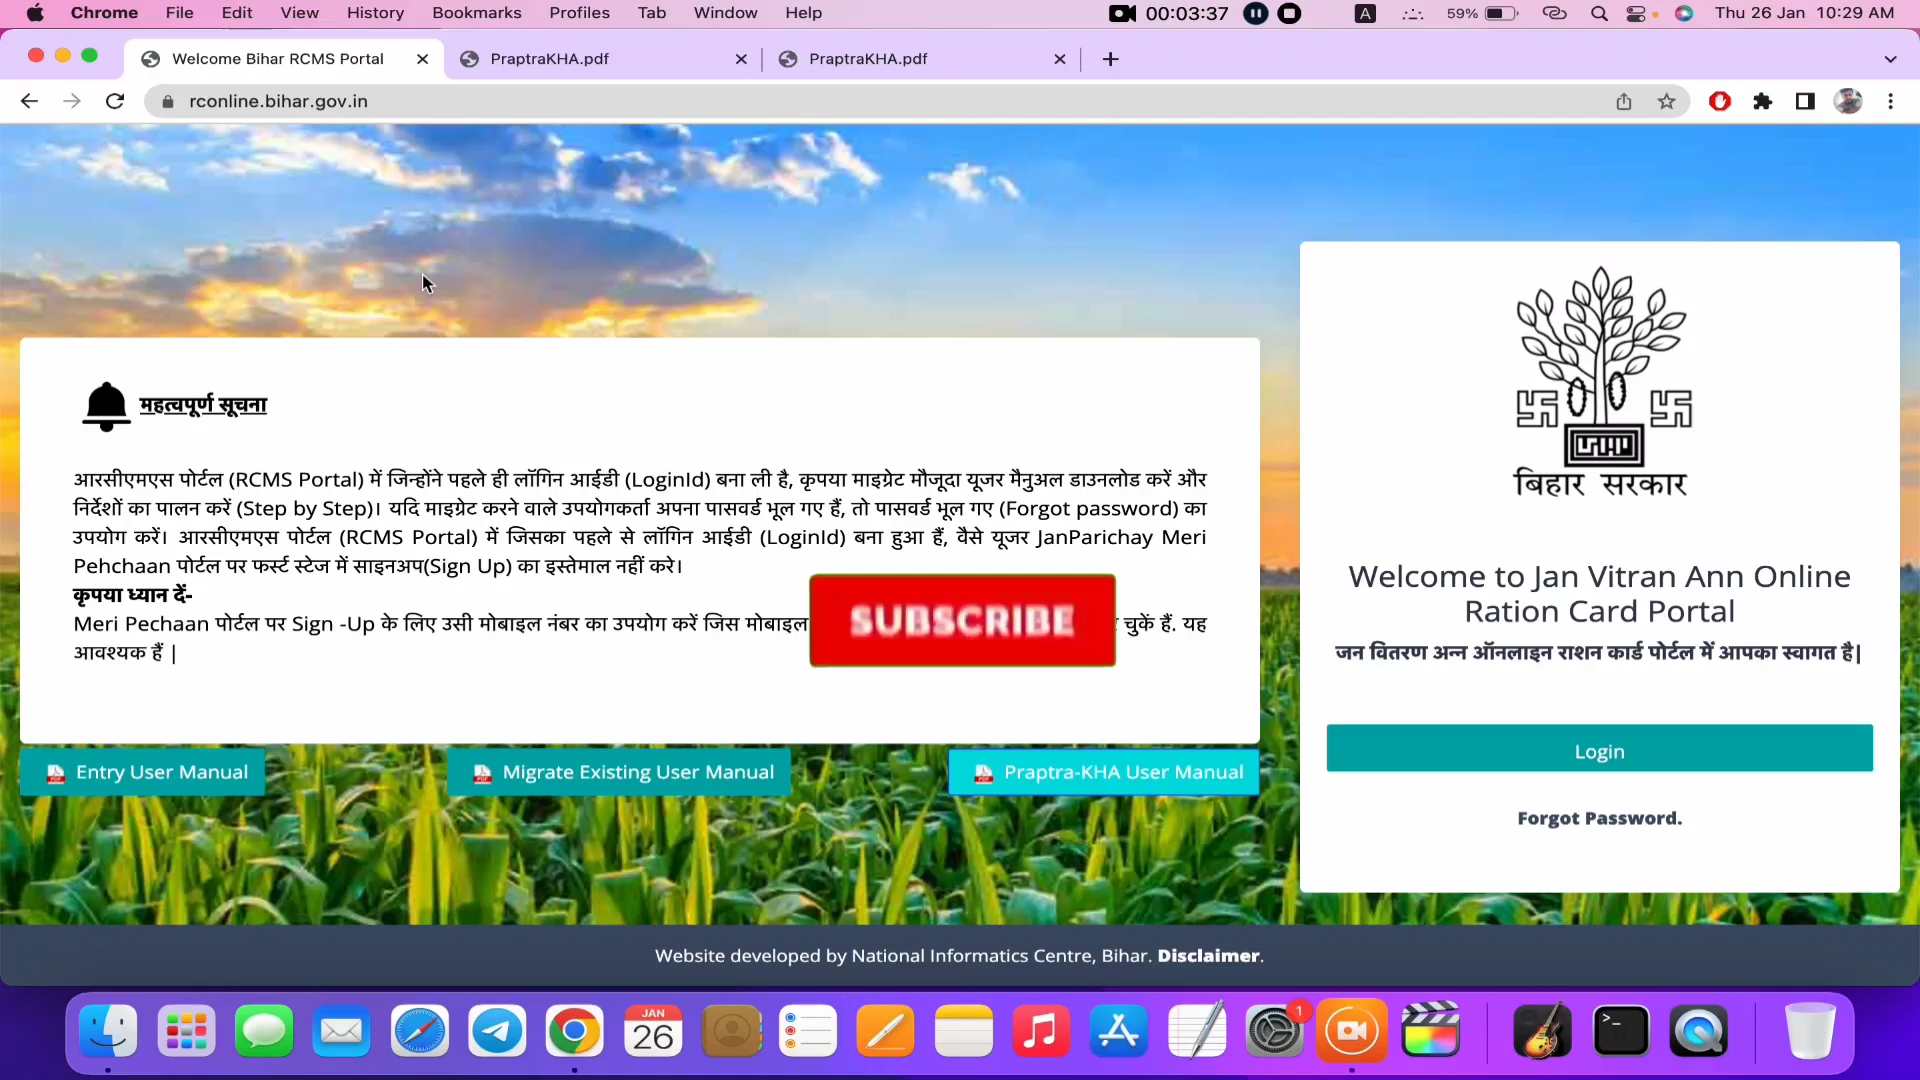 Chrome File Edit View History Bookmarks Profiles Tab Window Help 00:03:37 A 59% Thu 26 Jan 10:29 AM
Welcome Bihar RCMS Portal PraptraKHA.pdf PraptraKHA.pdf
rconline.bihar.gov.in
महत्वपूर्ण सूचना
आरसीएमएस पोर्टल (RCMS Portal) में जिन्होंने पहले ही लॉगिन आईडी (LoginId) बना ली है, कृपया माइग्रेट मौजूदा यूजर मैनुअल डाउनलोड करें और
निर्देशों का पालन करें (Step by Step)। यदि माइग्रेट करने वाले उपयोगकर्ता अपना पासवर्ड भूल गए हैं, तो पासवर्ड भूल गए (Forgot password) का
उपयोग करें। आरसीएमएस पोर्टल (RCMS Portal) में जिसका पहले से लॉगिन आईडी (LoginId) बना हुआ हैं, वैसे यूजर JanParichay Meri
Pehchaan पोर्टल पर फर्स्ट स्टेज में साइनअप(Sign Up) का इस्तेमाल नहीं करे।
कृपया ध्यान दें-
Meri Pechaan पोर्टल पर Sign -Up के लिए उसी मोबाइल नंबर का उपयोग करें जिस मोबाइल चुकें हैं. यह
आवश्यक हैं |
SUBSCRIBE
Entry User Manual
Migrate Existing User Manual
Praptra-KHA User Manual
बिहार सरकार
Welcome to Jan Vitran Ann Online
Ration Card Portal
जन वितरण अन्न ऑनलाइन राशन कार्ड पोर्टल में आपका स्वागत है|
Login
Forgot Password.
Website developed by National Informatics Centre, Bihar. Disclaimer.
JAN
26
1